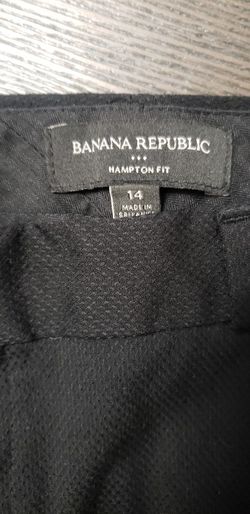 BANANA REPUBLIC
HAMPTON FIT
14
MADE IN